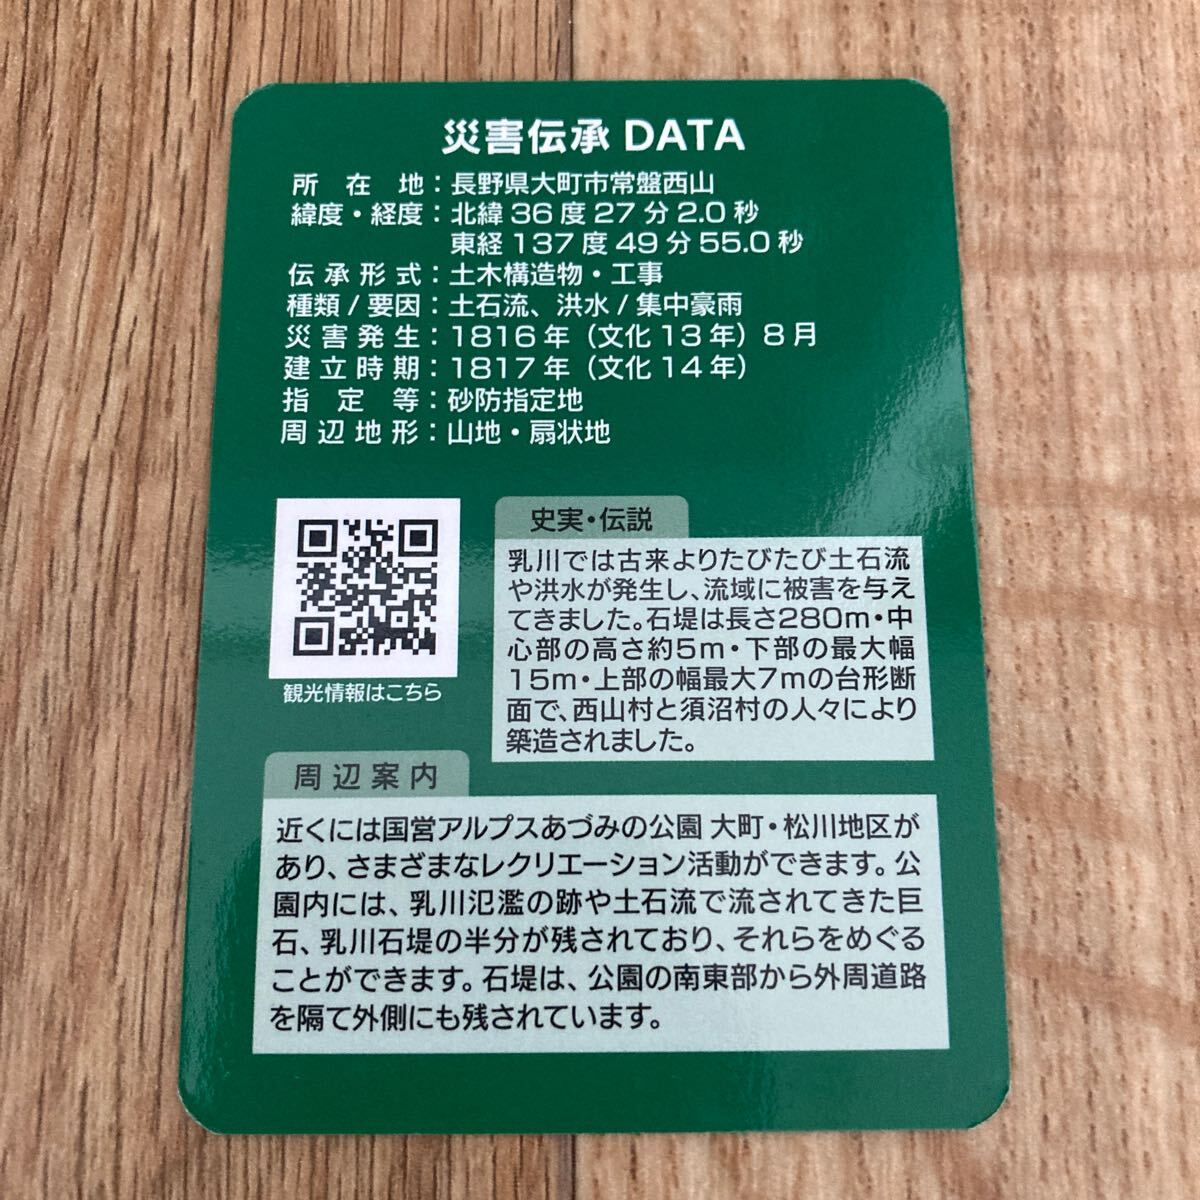 災害伝承 DATA
所在地：長野県大町市常盤西山
緯度・経度：北緯 36 度 27 分 2.0 秒
東経 137 度 49 分 55.0 秒
伝承形式：土木構造物・工事
種類 / 要因：土石流、洪水 / 集中豪雨
災害発生：1816 年（文化 13 年）8 月
建立時期：1817 年（文化 14 年）
指定等：砂防指定地
周辺地形：山地・扇状地
観光情報はこちら
史実・伝説
乳川では古来よりたびたび土石流
や洪水が発生し、流域に被害を与え
てきました。石堤は長さ280m・中
心部の高さ約5m・下部の最大幅
15m・上部の幅最大7mの台形断
面で、西山村と須沼村の人々により
築造されました。
周辺案内
近くには国営アルプスあづみの公園 大町・松川地区が
あり、さまざまなレクリエーション活動ができます。公
園内には、乳川氾濫の跡や土石流で流されてきた巨
石、乳川石堤の半分が残されており、それらをめぐる
ことができます。石堤は、公園の南東部から外周道路
を隔て外側にも残されています。